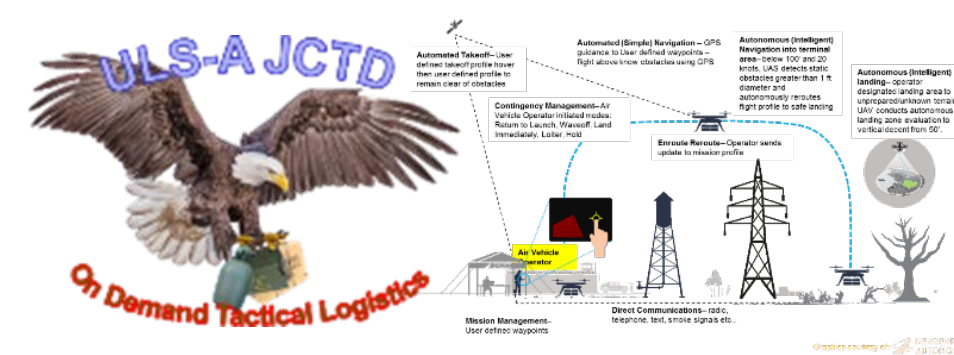 ULS-A JCTD
On Demand Tactical Logistics
Automated Takeoff– User
defined takeoff profile hover
then user defined profile to
remain clear of obstacles
Automated (Simple) Navigation – GPS
guidance to User defined waypoints –
flight above know obstacles using GPS
Autonomous (Intelligent)
Navigation into terminal
area– below 100' and 20
knots, UAS detects static
obstacles greater than 1 ft
diameter and
autonomously reroutes
flight profile to safe landing
Autonomous (Intelligent)
landing– operator
designated landing area to
unprepared/unknown terrain
UAV conducts autonomous
landing zone evaluation to
vertical decent from 50'.
Contingency Management– Air
Vehicle Operator initiated modes:
Return to Launch, Waveoff, Land
Immediately, Loiter, Hold
Enroute Reroute– Operator sends
update to mission profile
Air Vehicle
Operator
Mission Management–
User defined waypoints
Direct Communications– radio,
telephone, text, smoke signals etc..
Graphics courtesy of